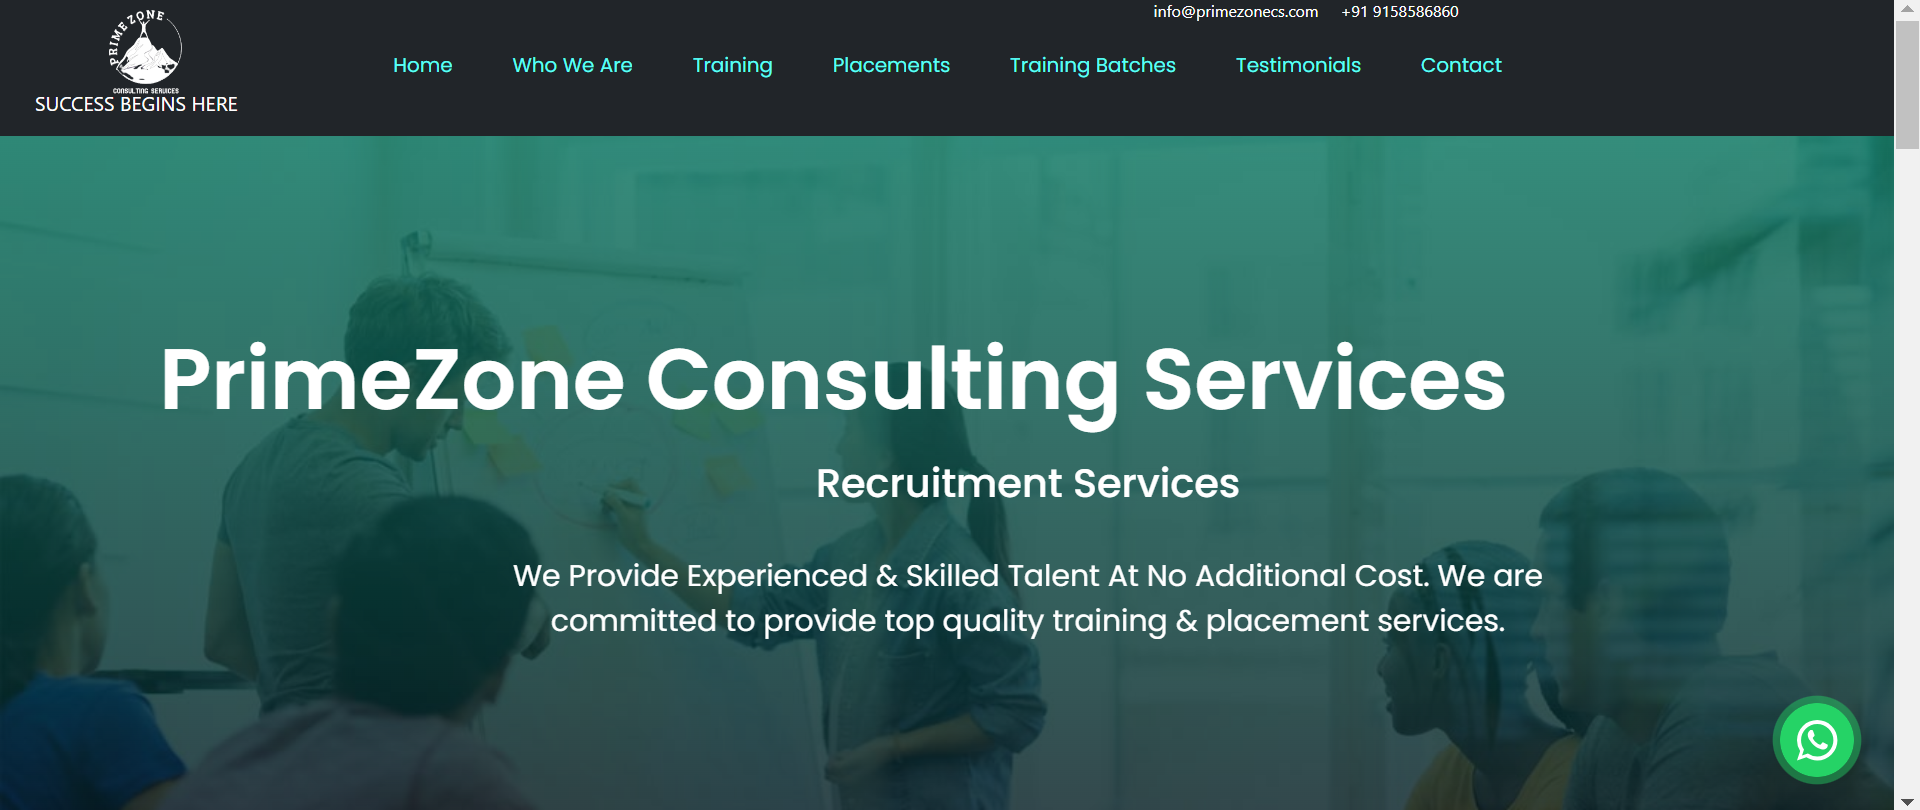 info@primezonecs.com +91 9158586860
PRIME ZONE
CONSULTING SERVICES
SUCCESS BEGINS HERE
Home Who We Are Training Placements Training Batches Testimonials Contact
PrimeZone Consulting Services
Recruitment Services
We Provide Experienced & Skilled Talent At No Additional Cost. We are
committed to provide top quality training & placement services.